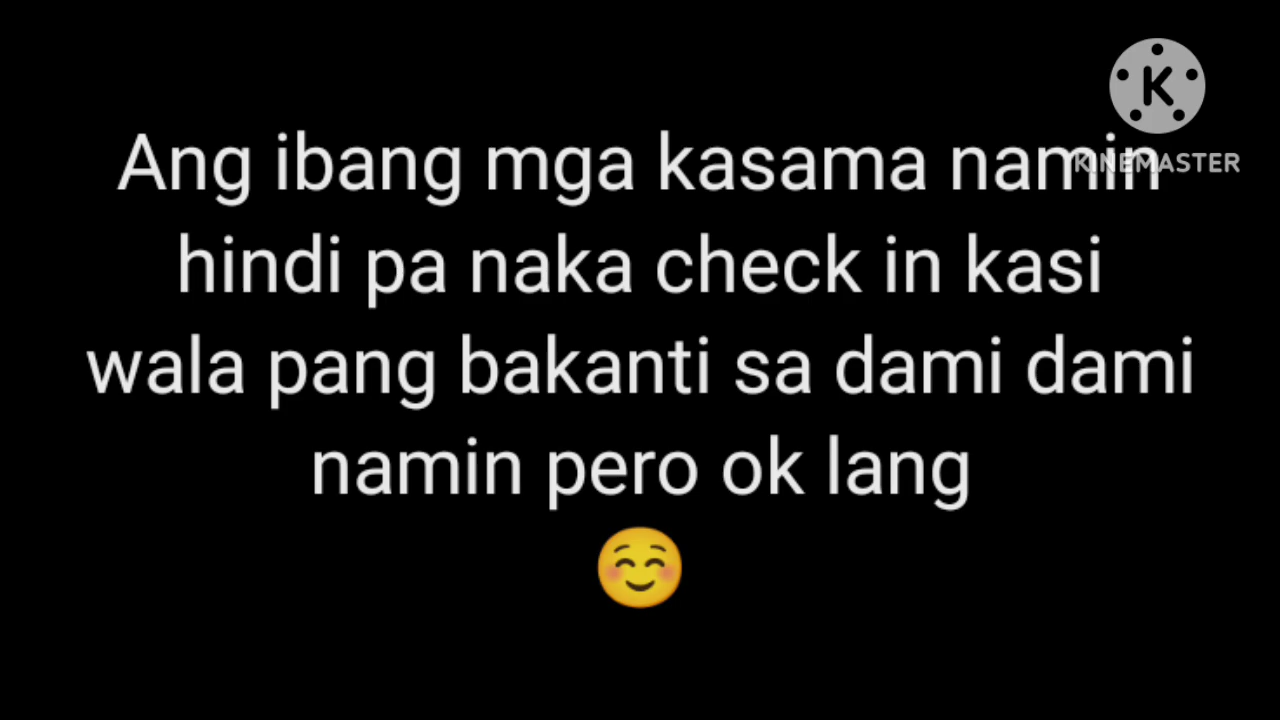 Ang ibang mga kasama namin
KINEMASTER
hindi pa naka check in kasi
wala pang bakanti sa dami dami
namin pero ok lang
☺️